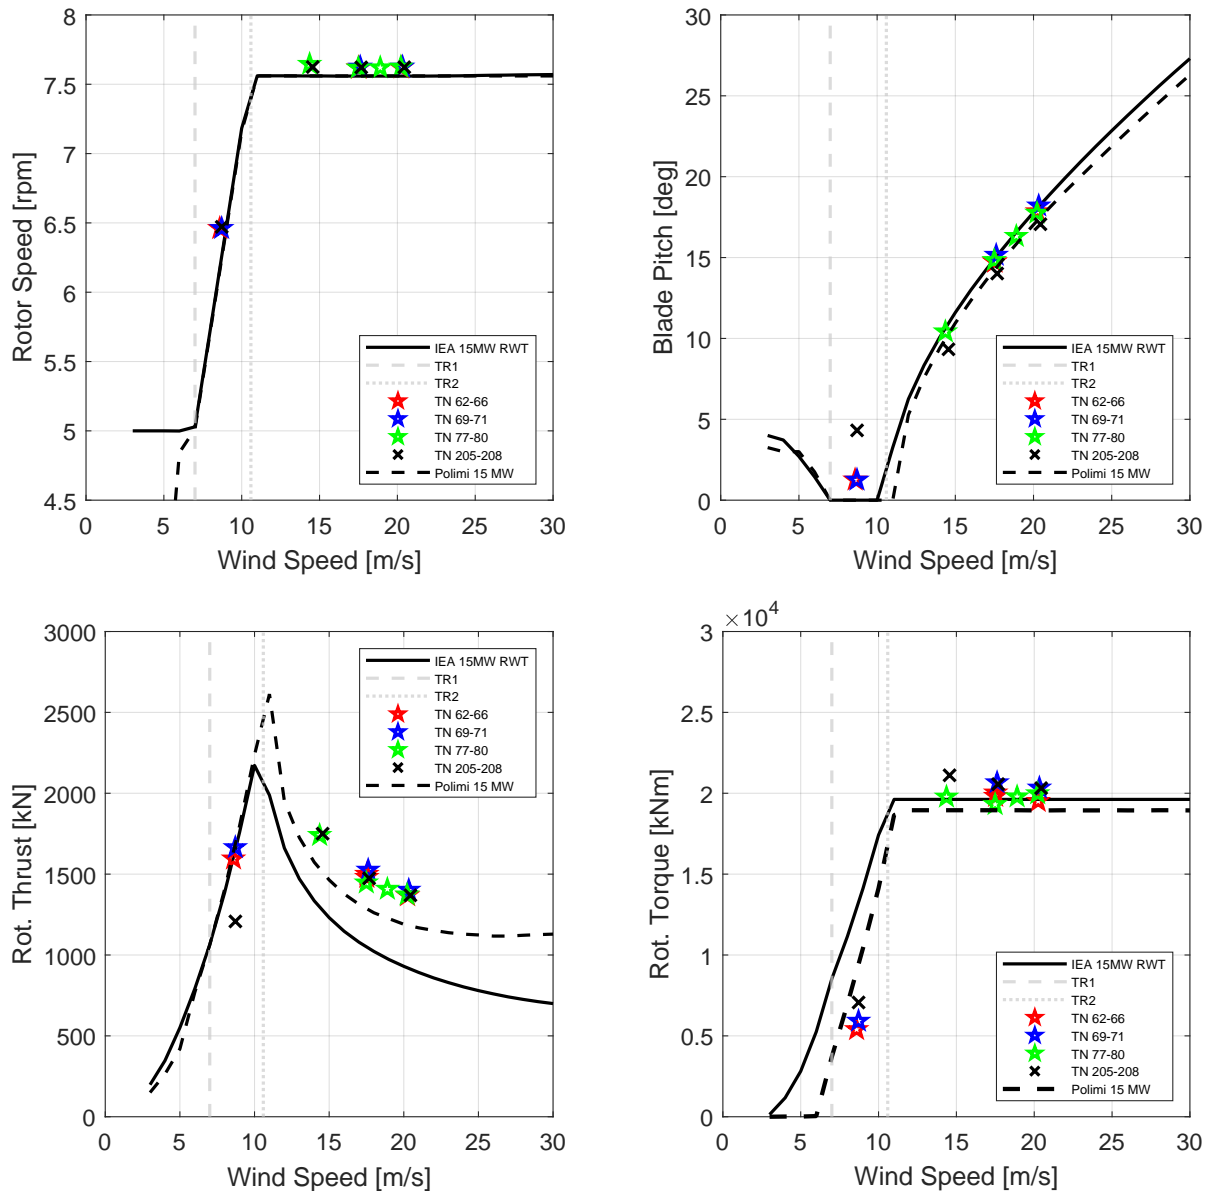 8
7.5
7
6.5
6
5.5
5
4.5
0 5 10 15 20 25 30
Rotor Speed [rpm]
Wind Speed [m/s]
IEA 15MW RWT
TR1
TR2
TN 62-66
TN 69-71
TN 77-80
TN 205-208
Polimi 15 MW
30
25
20
15
10
5
0
0 5 10 15 20 25 30
Blade Pitch [deg]
Wind Speed [m/s]
IEA 15MW RWT
TR1
TR2
TN 62-66
TN 69-71
TN 77-80
TN 205-208
Polimi 15 MW
3000
2500
2000
1500
1000
500
0
0 5 10 15 20 25 30
Rot. Thrust [kN]
Wind Speed [m/s]
IEA 15MW RWT
TR1
TR2
TN 62-66
TN 69-71
TN 77-80
TN 205-208
Polimi 15 MW
×10⁴
3
2.5
2
1.5
1
0.5
0
0 5 10 15 20 25 30
Rot. Torque [kNm]
Wind Speed [m/s]
IEA 15MW RWT
TR1
TR2
TN 62-66
TN 69-71
TN 77-80
TN 205-208
Polimi 15 MW